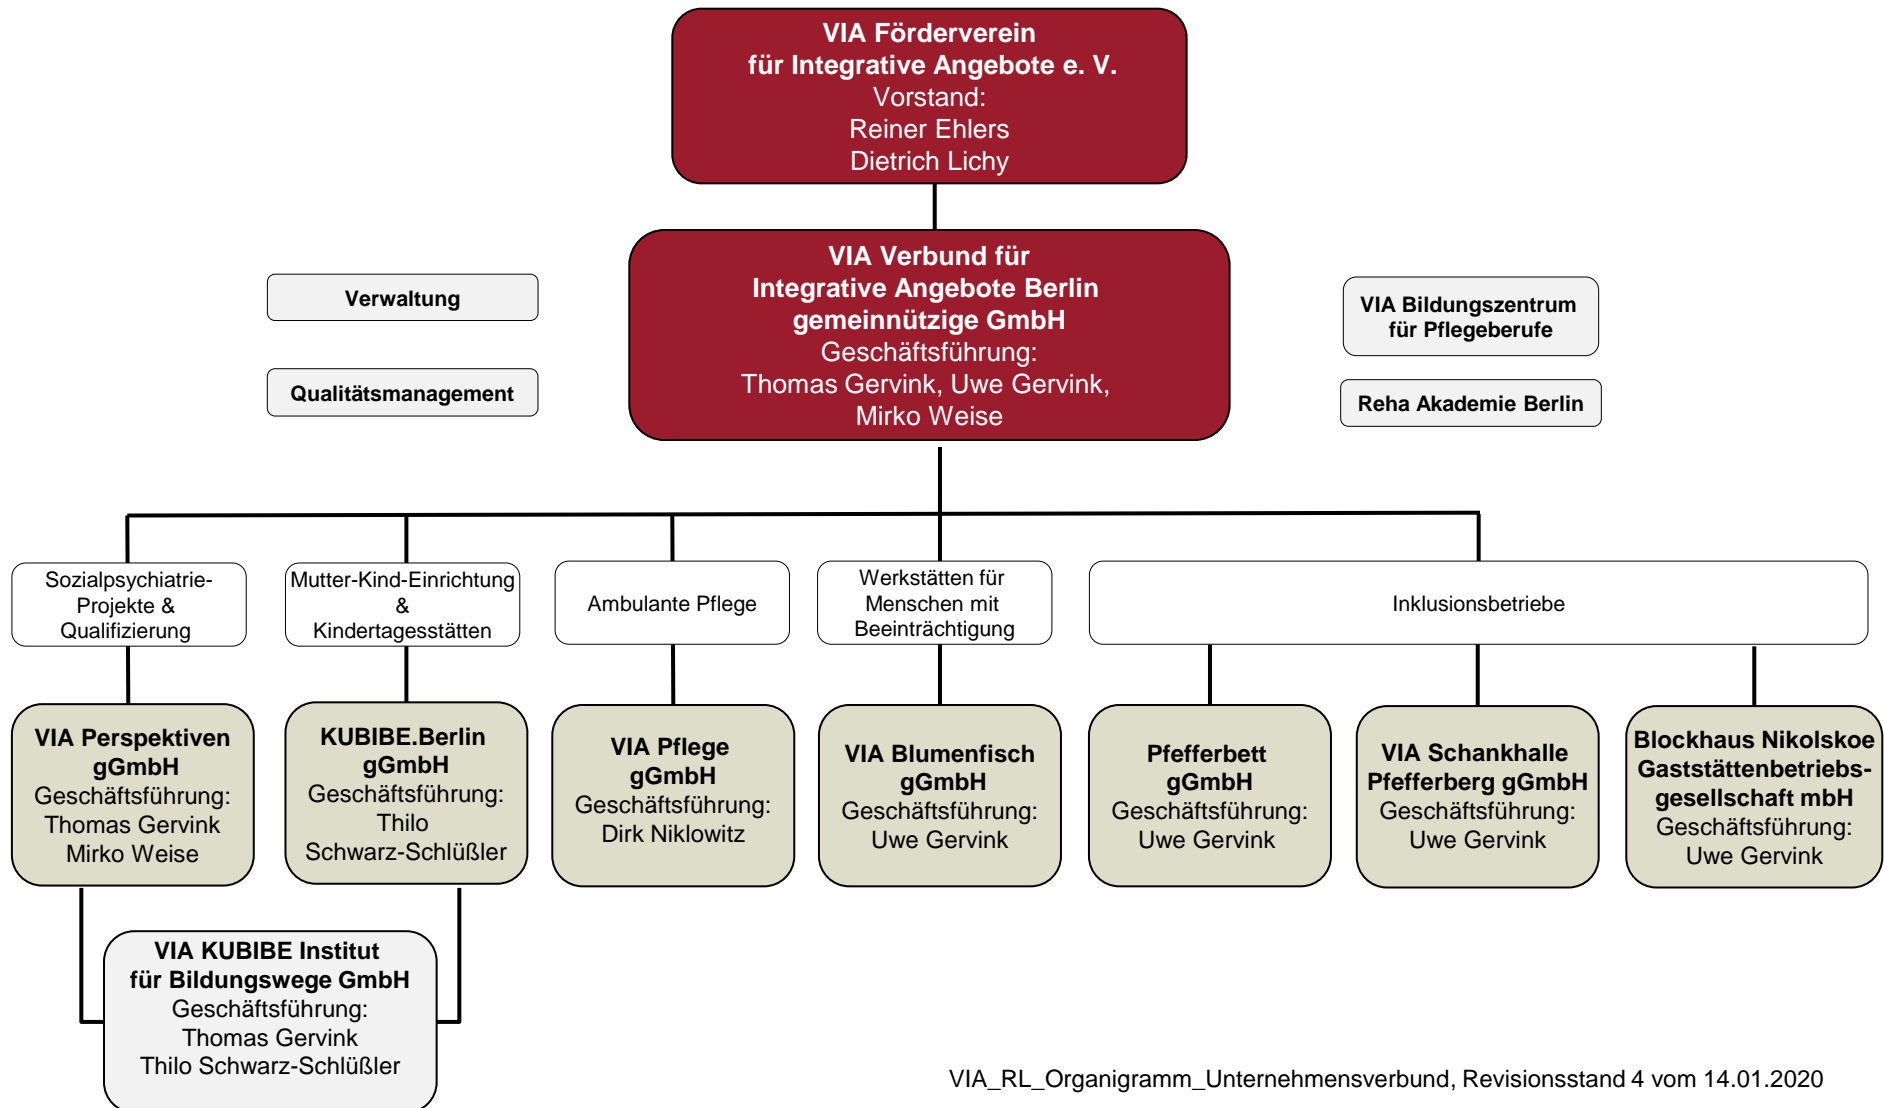 VIA Förderverein
für Integrative Angebote e. V.
Vorstand:
Reiner Ehlers
Dietrich Lichy
VIA Verbund für
Integrative Angebote Berlin
gemeinnützige GmbH
Geschäftsführung:
Thomas Gervink, Uwe Gervink,
Mirko Weise
Verwaltung
Qualitätsmanagement
VIA Bildungszentrum
für Pflegeberufe
Reha Akademie Berlin
Sozialpsychiatrie-
Projekte &
Qualifizierung
Mutter-Kind-Einrichtung
&
Kindertagesstätten
Ambulante Pflege
Werkstätten für
Menschen mit
Beeinträchtigung
Inklusionsbetriebe
VIA Perspektiven
gGmbH
Geschäftsführung:
Thomas Gervink
Mirko Weise
KUBIBE.Berlin
gGmbH
Geschäftsführung:
Thilo
Schwarz-Schlüßler
VIA Pflege
gGmbH
Geschäftsführung:
Dirk Niklowitz
VIA Blumenfisch
gGmbH
Geschäftsführung:
Uwe Gervink
Pfefferbett
gGmbH
Geschäftsführung:
Uwe Gervink
VIA Schankhalle
Pfefferberg gGmbH
Geschäftsführung:
Uwe Gervink
Blockhaus Nikolskoe
Gaststättenbetriebs-
gesellschaft mbH
Geschäftsführung:
Uwe Gervink
VIA KUBIBE Institut
für Bildungswege GmbH
Geschäftsführung:
Thomas Gervink
Thilo Schwarz-Schlüßler
VIA_RL_Organigramm_Unternehmensverbund, Revisionsstand 4 vom 14.01.2020